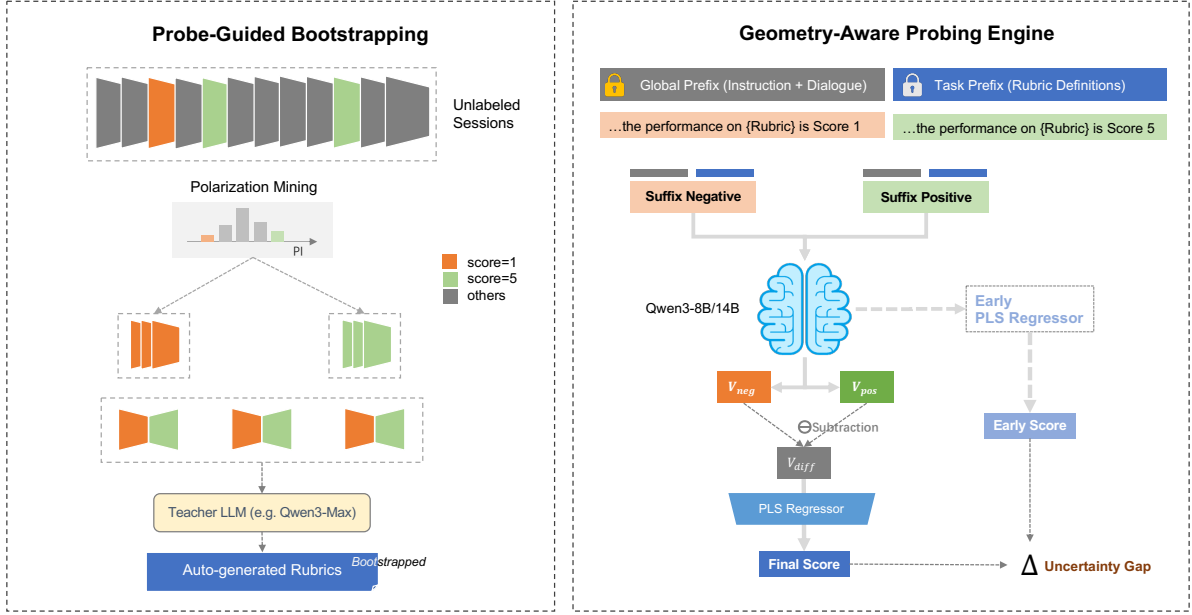 Probe-Guided Bootstrapping
Unlabeled
Sessions
Polarization Mining
PI
score=1
score=5
others
Teacher LLM (e.g. Qwen3-Max)
Auto-generated Rubrics
Bootstrapped
Geometry-Aware Probing Engine
Global Prefix (Instruction + Dialogue)
Task Prefix (Rubric Definitions)
…the performance on {Rubric} is Score 1
…the performance on {Rubric} is Score 5
Suffix Negative
Suffix Positive
Qwen3-8B/14B
Early
PLS Regressor
V_neg
V_pos
⊖Subtraction
Early Score
V_diff
PLS Regressor
Final Score
Δ Uncertainty Gap